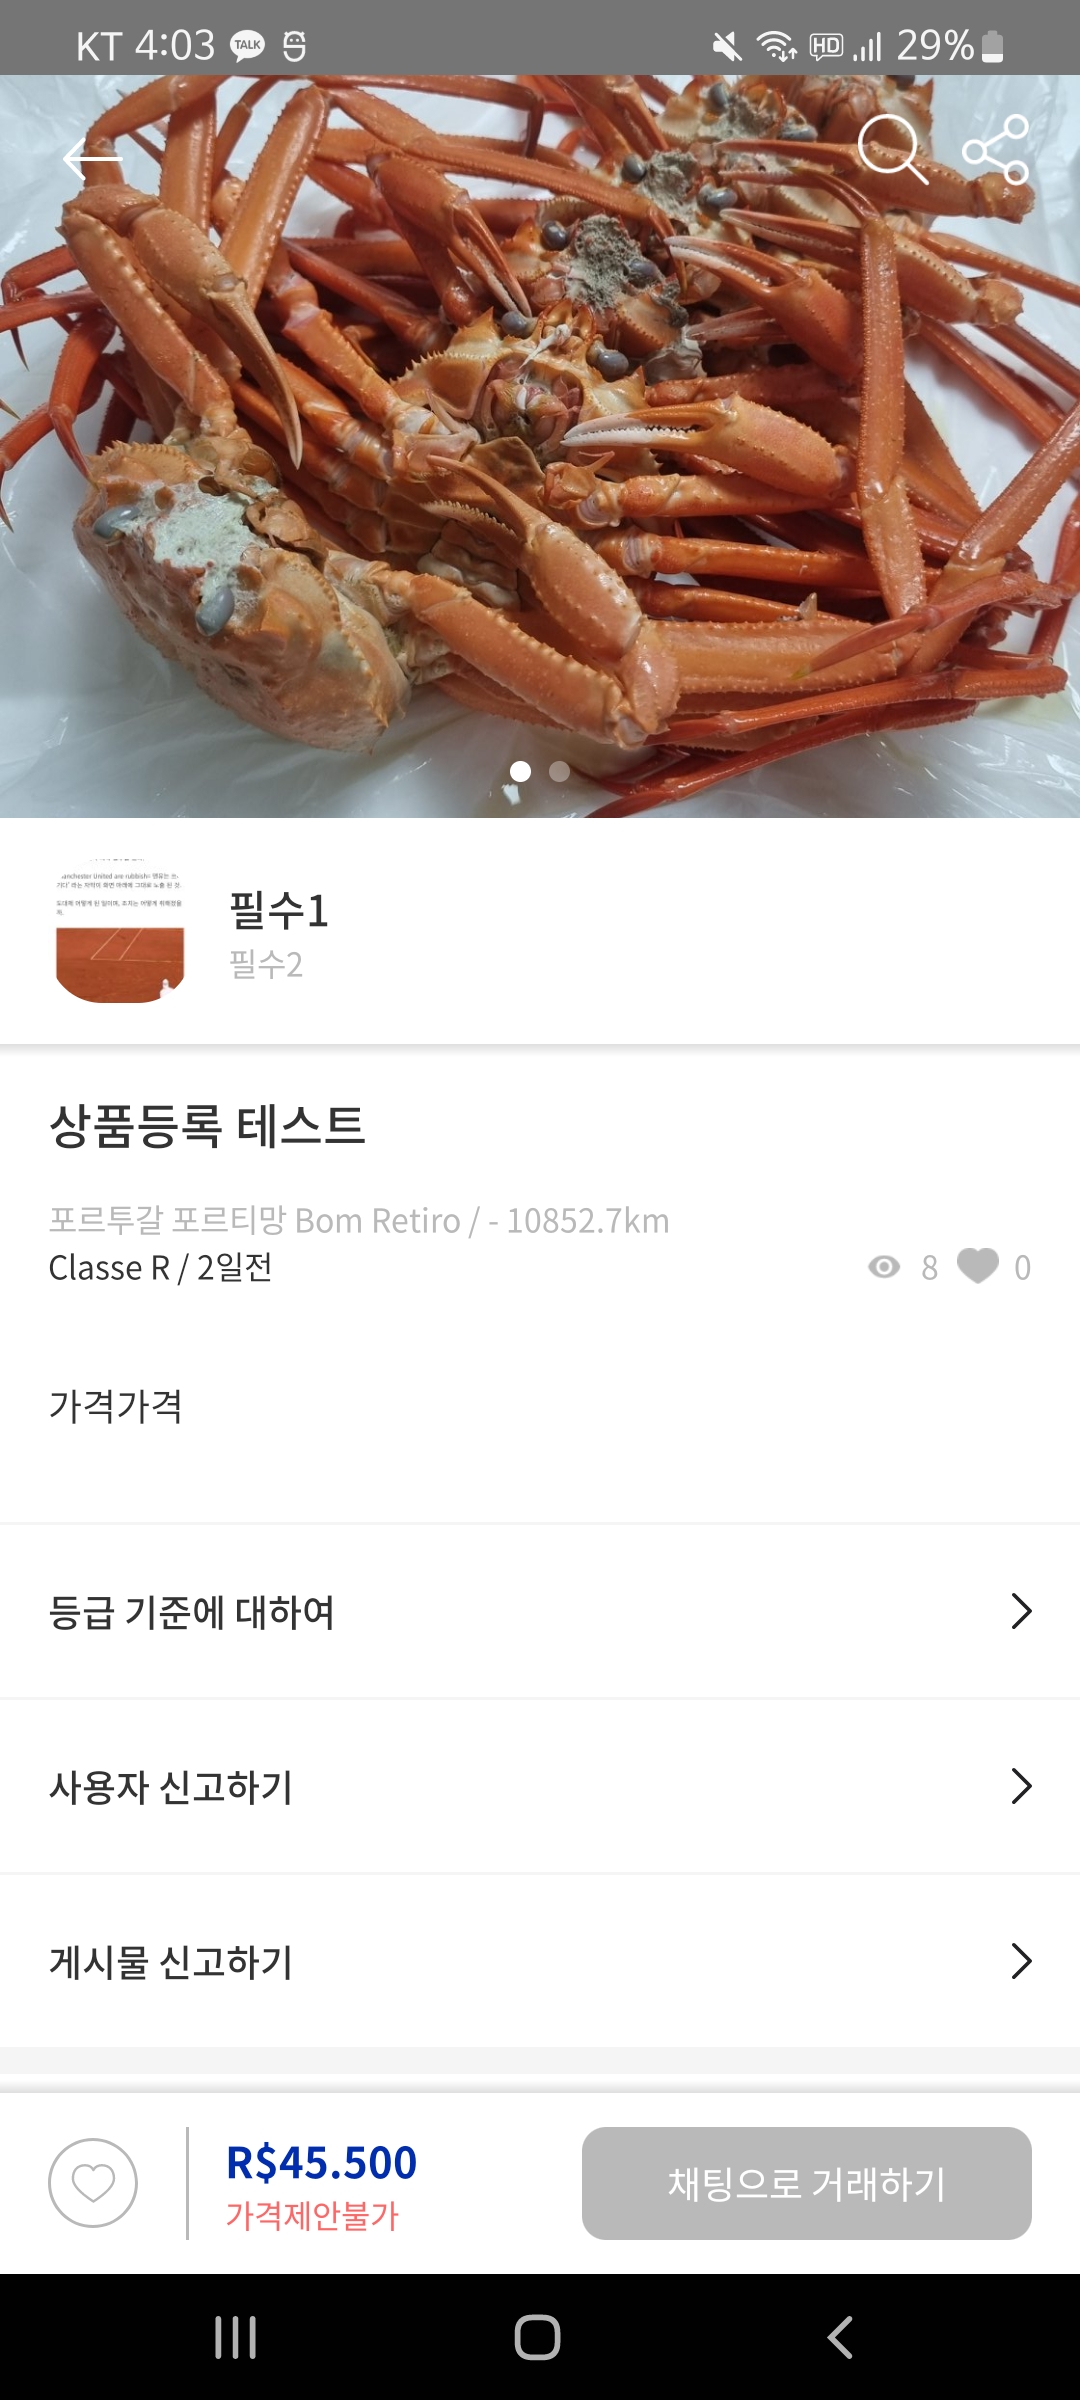 KT 4:03 TALK HD 29%
anchester United are rubbish
필수1
필수2
상품등록 테스트
포르투갈 포르티망 Bom Retiro / - 10852.7km
Classe R / 2일전 8 0
가격가격
등급 기준에 대하여
사용자 신고하기
게시물 신고하기
R$45.500
가격제안불가
채팅으로 거래하기